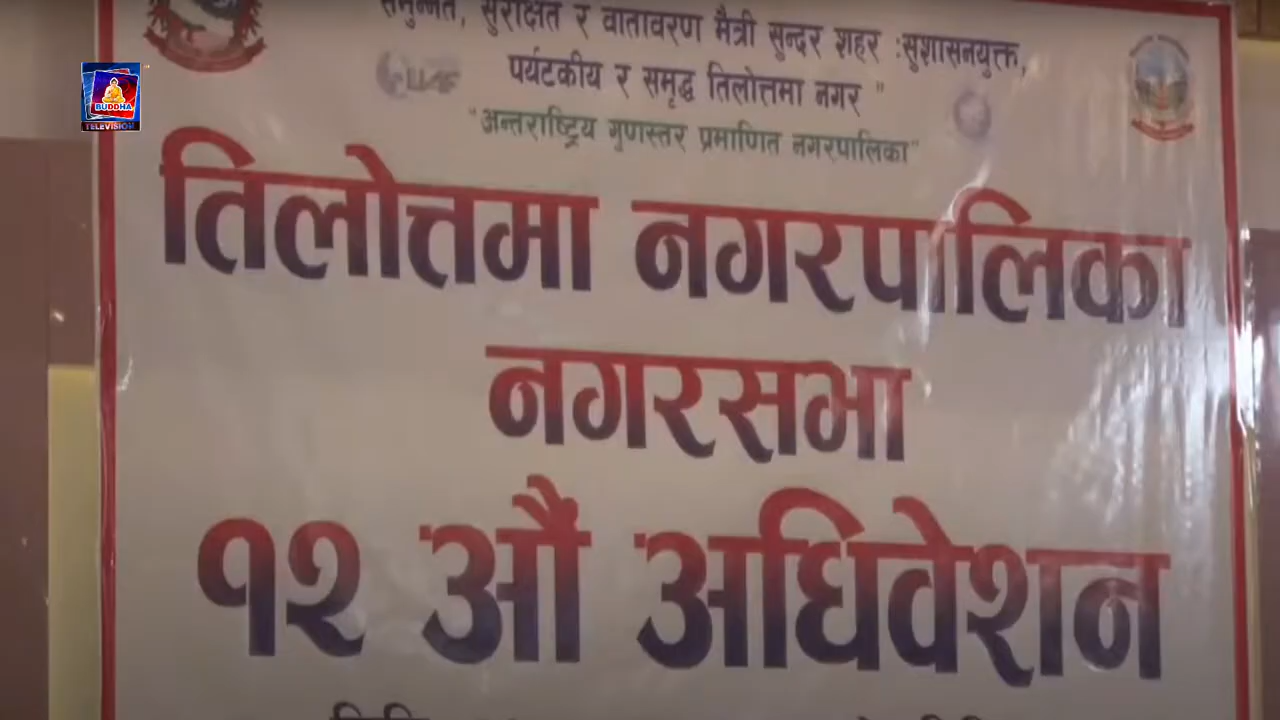 समुन्नत, सुरक्षित र वातावरण मैत्री सुन्दर शहर :सुशासनयुक्त,
पर्यटकीय र समृद्ध तिलोत्तमा नगर "
"अन्तराष्ट्रिय गुणस्तर प्रमाणित नगरपालिका"
BUDDHA
TELEVISION
तिलोत्तमा नगरपालिका
नगरसभा
१२ औं अधिवेशन